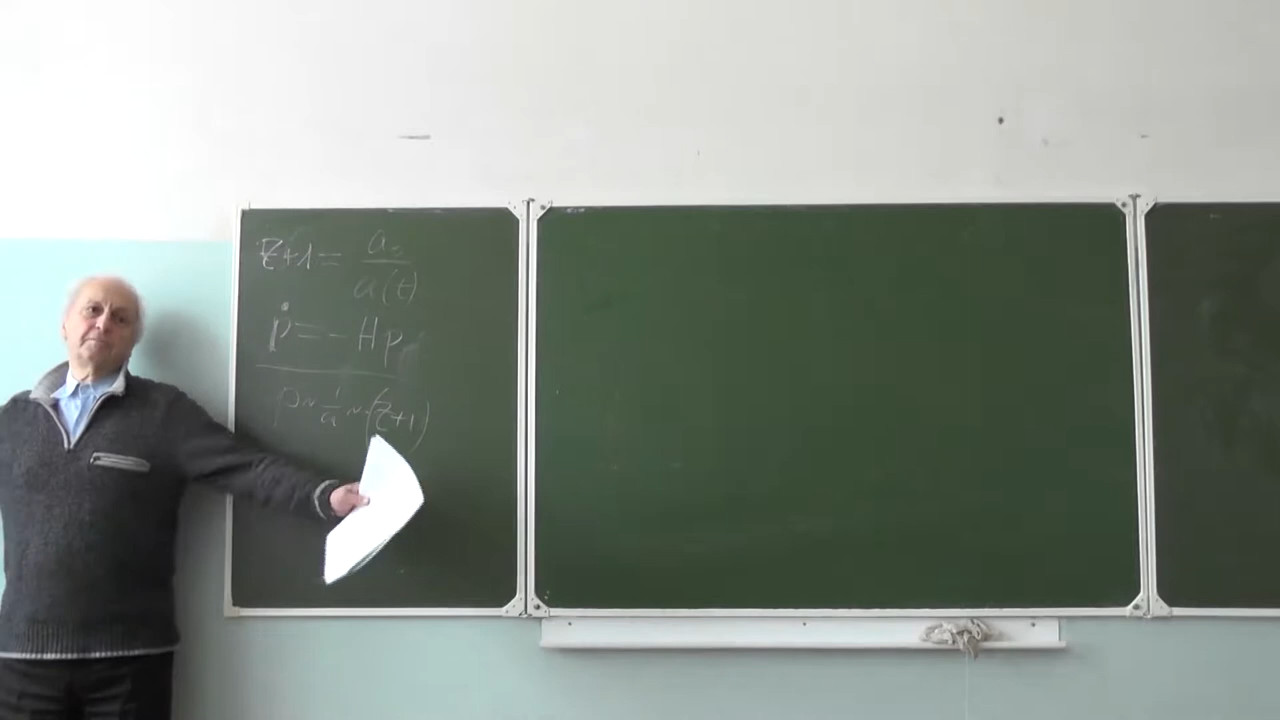 z+1 = a₀/a(t)
ṗ = -Hp
p ~ 1/a ~ (z+1)